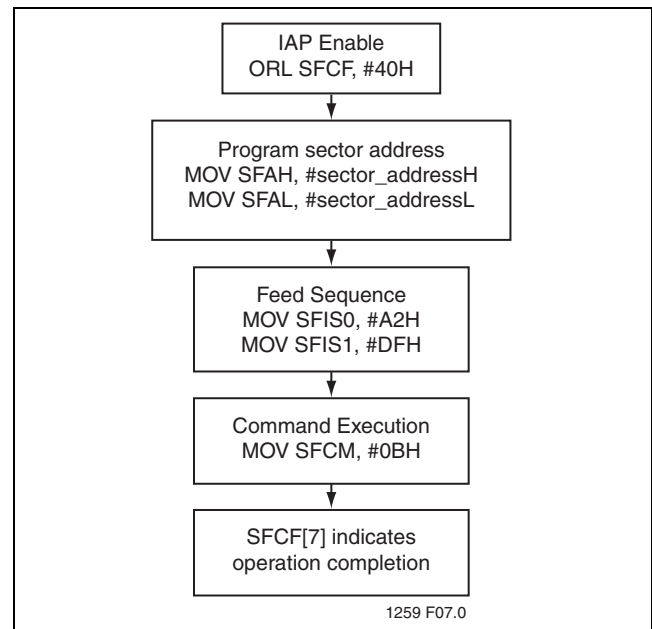 IAP Enable
ORL SFCF, #40H
Program sector address
MOV SFAH, #sector_addressH
MOV SFAL, #sector_addressL
Feed Sequence
MOV SFIS0, #A2H
MOV SFIS1, #DFH
Command Execution
MOV SFCM, #0BH
SFCF[7] indicates
operation completion
1259 F07.0